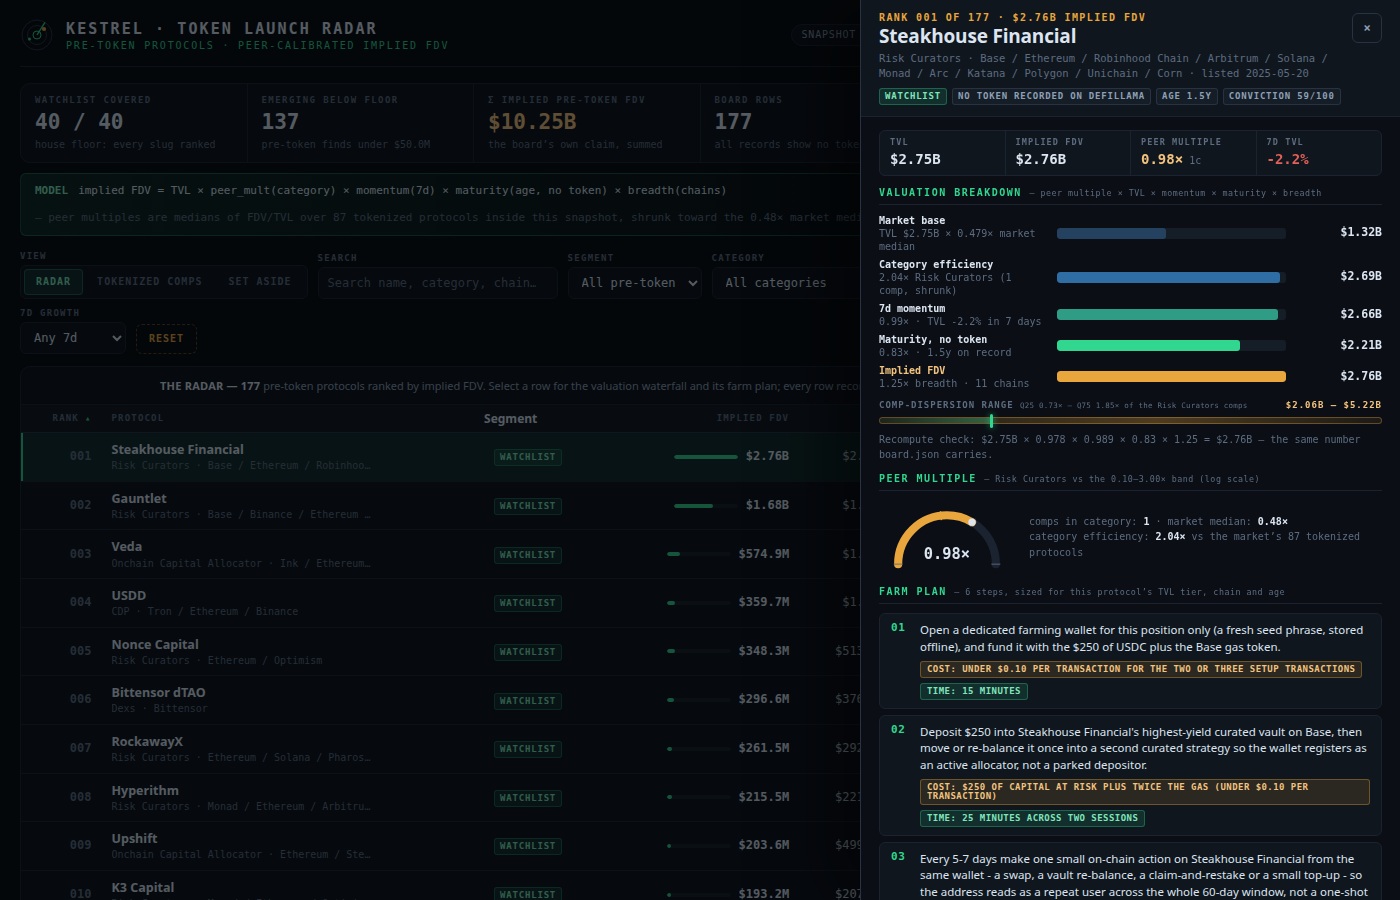 KESTREL · TOKEN LAUNCH RADAR
PRE-TOKEN PROTOCOLS · PEER-CALIBRATED IMPLIED FDV
SNAPSHOT
WATCHLIST COVERED
40 / 40
house floor: every slug ranked
EMERGING BELOW FLOOR
137
pre-token finds under $50.0M
Σ IMPLIED PRE-TOKEN FDV
$10.25B
the board's own claim, summed
BOARD ROWS
177
all records show no toke
MODEL implied FDV = TVL × peer_mult(category) × momentum(7d) × maturity(age, no token) × breadth(chains)
— peer multiples are medians of FDV/TVL over 87 tokenized protocols inside this snapshot, shrunk toward the 0.48× market medi
VIEW
RADAR
TOKENIZED COMPS
SET ASIDE
SEARCH
Search name, category, chain…
SEGMENT
All pre-token
CATEGORY
All categories
7D GROWTH
Any 7d
RESET
THE RADAR — 177 pre-token protocols ranked by implied FDV. Select a row for the valuation waterfall and its farm plan; every row reco
RANK ▲ PROTOCOL Segment IMPLIED FDV
001 Steakhouse Financial WATCHLIST $2.76B $2.
Risk Curators · Base / Ethereum / Robinhoo…
002 Gauntlet WATCHLIST $1.68B $1.
Risk Curators · Base / Binance / Ethereum …
003 Veda WATCHLIST $574.9M $1.
Onchain Capital Allocator · Ink / Ethereum…
004 USDD WATCHLIST $359.7M $1.
CDP · Tron / Ethereum / Binance
005 Nonce Capital WATCHLIST $348.3M $513
Risk Curators · Ethereum / Optimism
006 Bittensor dTAO WATCHLIST $296.6M $376
Dexs · Bittensor
007 RockawayX WATCHLIST $261.5M $292
Risk Curators · Ethereum / Solana / Pharos…
008 Hyperithm WATCHLIST $215.5M $221
Risk Curators · Monad / Ethereum / Arbitru…
009 Upshift WATCHLIST $203.6M $499
Onchain Capital Allocator · Ethereum / Ste…
010 K3 Capital WATCHLIST $193.2M $207
RANK 001 OF 177 · $2.76B IMPLIED FDV
Steakhouse Financial
×
Risk Curators · Base / Ethereum / Robinhood Chain / Arbitrum / Solana /
Monad / Arc / Katana / Polygon / Unichain / Corn · listed 2025-05-20
WATCHLIST
NO TOKEN RECORDED ON DEFILLAMA
AGE 1.5Y
CONVICTION 59/100
TVL
$2.75B
IMPLIED FDV
$2.76B
PEER MULTIPLE
0.98× 1c
7D TVL
-2.2%
VALUATION BREAKDOWN — peer multiple × TVL × momentum × maturity × breadth
Market base
TVL $2.75B × 0.479× market
median
$1.32B
Category efficiency
2.04× Risk Curators (1
comp, shrunk)
$2.69B
7d momentum
0.99× · TVL -2.2% in 7 days
$2.66B
Maturity, no token
0.83× · 1.5y on record
$2.21B
Implied FDV
1.25× breadth · 11 chains
$2.76B
COMP-DISPERSION RANGE Q25 0.73× – Q75 1.85× of the Risk Curators comps $2.06B — $5.22B
Recompute check: $2.75B × 0.978 × 0.989 × 0.83 × 1.25 = $2.76B — the same number
board.json carries.
PEER MULTIPLE — Risk Curators vs the 0.10–3.00× band (log scale)
0.98×
comps in category: 1 · market median: 0.48×
category efficiency: 2.04× vs the market's 87 tokenized
protocols
FARM PLAN — 6 steps, sized for this protocol's TVL tier, chain and age
01
Open a dedicated farming wallet for this position only (a fresh seed phrase, stored
offline), and fund it with the $250 of USDC plus the Base gas token.
COST: UNDER $0.10 PER TRANSACTION FOR THE TWO OR THREE SETUP TRANSACTIONS
TIME: 15 MINUTES
02
Deposit $250 into Steakhouse Financial's highest-yield curated vault on Base, then
move or re-balance it once into a second curated strategy so the wallet registers as
an active allocator, not a parked depositor.
COST: $250 OF CAPITAL AT RISK PLUS TWICE THE GAS (UNDER $0.10 PER
TRANSACTION)
TIME: 25 MINUTES ACROSS TWO SESSIONS
03
Every 5-7 days make one small on-chain action on Steakhouse Financial from the
same wallet - a swap, a vault re-balance, a claim-and-restake or a small top-up - so
the address reads as a repeat user across the whole 60-day window, not a one-shot